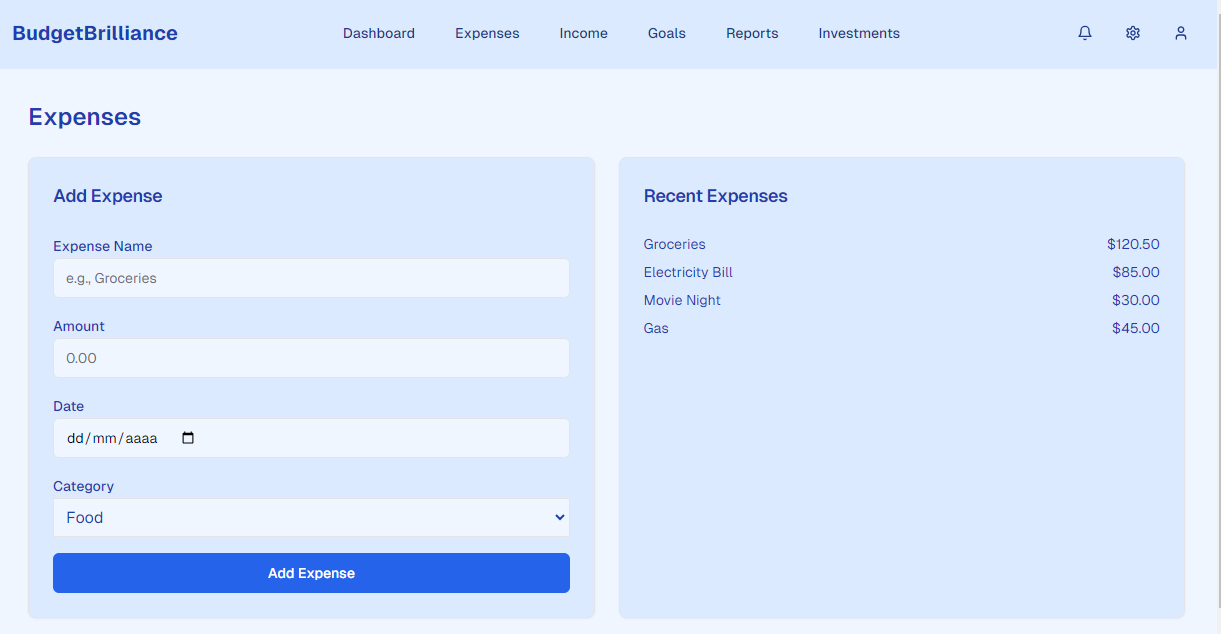 BudgetBrilliance
Dashboard Expenses Income Goals Reports Investments
Expenses
Add Expense
Expense Name
e.g., Groceries
Amount
0.00
Date
dd/mm/aaaa
Category
Food
Add Expense
Recent Expenses
Groceries $120.50
Electricity Bill $85.00
Movie Night $30.00
Gas $45.00